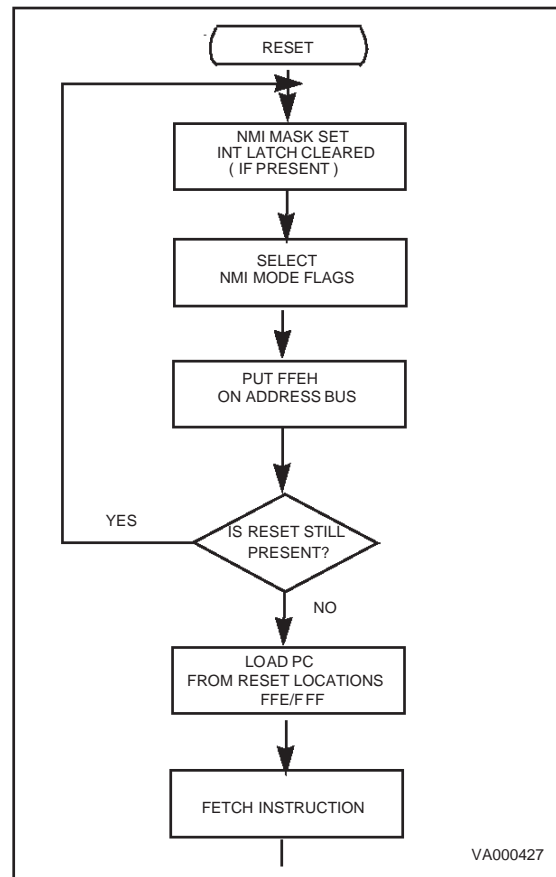 RESET
NMI MASK SET
INT LATCH CLEARED
( IF PRESENT )
SELECT
NMI MODE FLAGS
PUT FFEH
ON ADDRESS BUS
YES
IS RESET STILL
PRESENT?
NO
LOAD PC
FROM RESET LOCATIONS
FFE/FFF
FETCH INSTRUCTION
VA000427